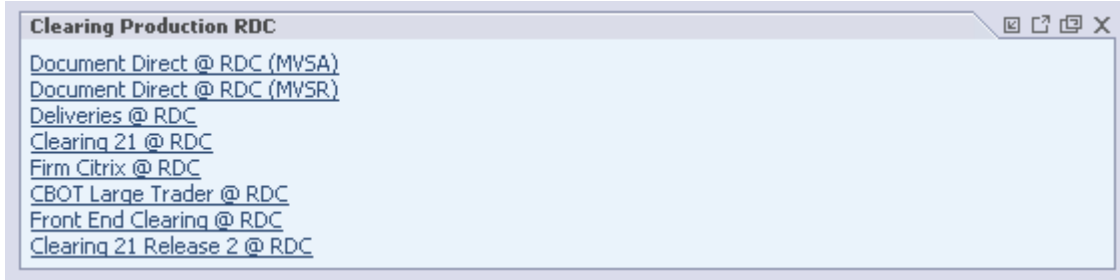 Clearing Production RDC
Document Direct @ RDC (MVSA)
Document Direct @ RDC (MVSR)
Deliveries @ RDC
Clearing 21 @ RDC
Firm Citrix @ RDC
CBOT Large Trader @ RDC
Front End Clearing @ RDC
Clearing 21 Release 2 @ RDC